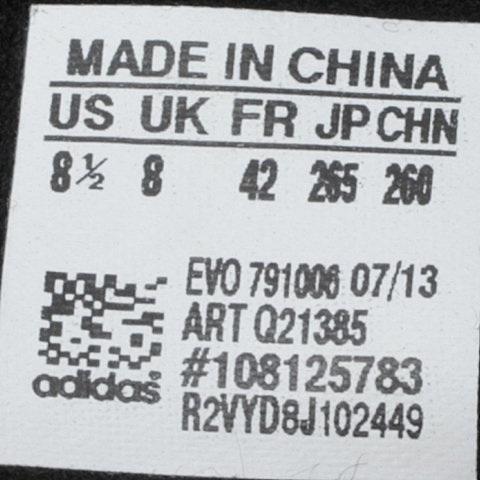 MADE IN CHINA
US UK FR JP CHN
8½ 8 42 265 260
EVO 791006 07/13
ART Q21385
#108125783
R2VYD8J102449
adidas